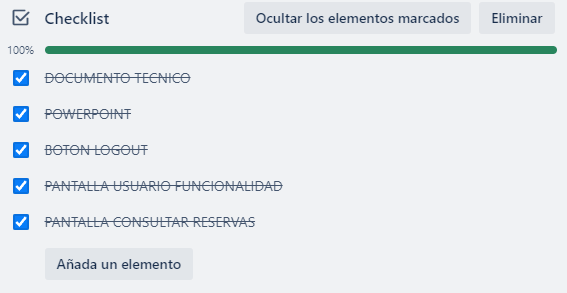 Checklist
Ocultar los elementos marcados
Eliminar
100%
DOCUMENTO TECNICO
POWERPOINT
BOTON LOGOUT
PANTALLA USUARIO FUNCIONALIDAD
PANTALLA CONSULTAR RESERVAS
Añada un elemento